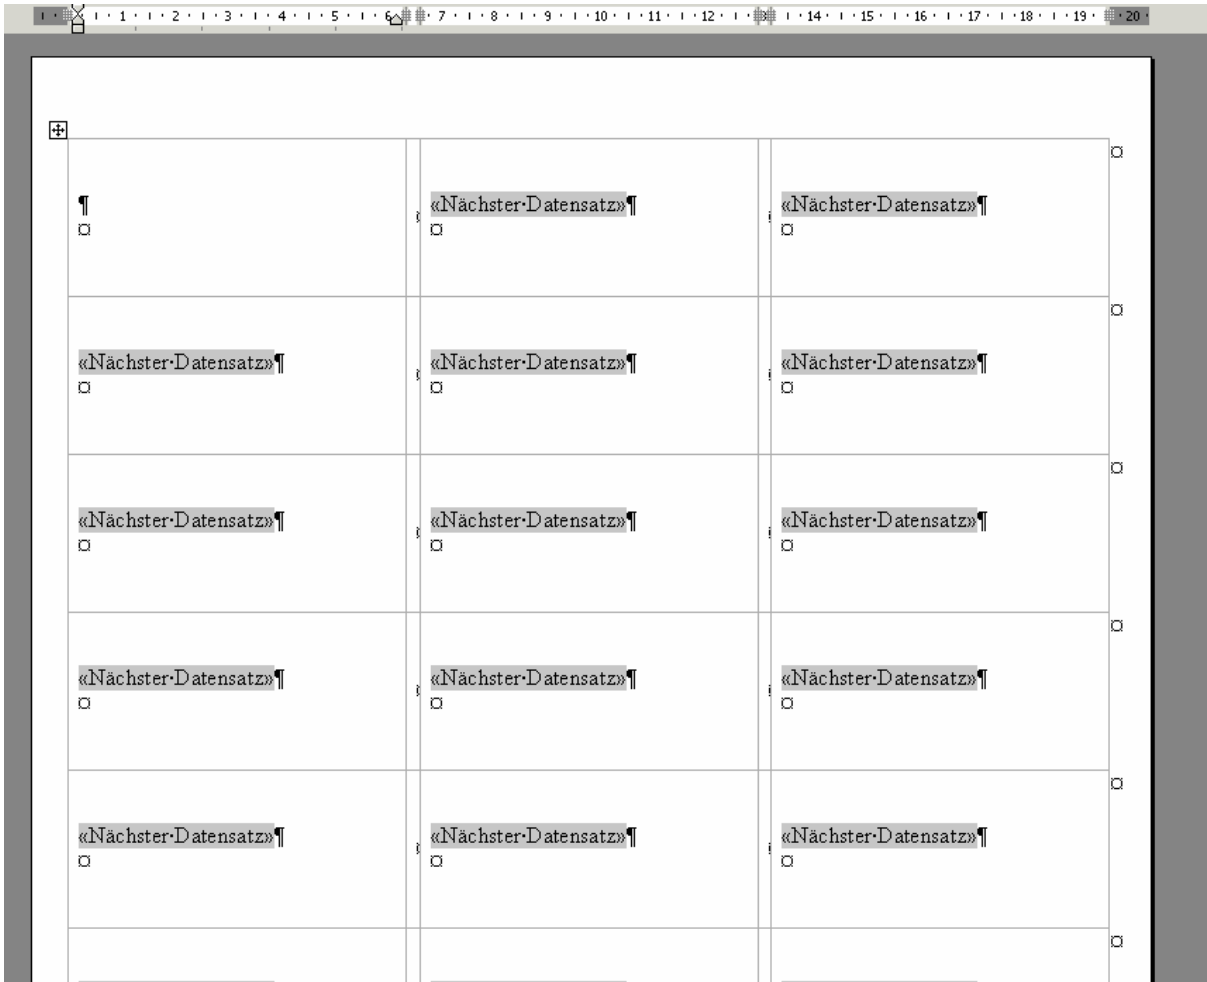 1 2 3 4 5 6 7 8 9 10 11 12 13 14 15 16 17 18 19 20
¶ «Nächster·Datensatz»¶ «Nächster·Datensatz»¶
«Nächster·Datensatz»¶ «Nächster·Datensatz»¶ «Nächster·Datensatz»¶
«Nächster·Datensatz»¶ «Nächster·Datensatz»¶ «Nächster·Datensatz»¶
«Nächster·Datensatz»¶ «Nächster·Datensatz»¶ «Nächster·Datensatz»¶
«Nächster·Datensatz»¶ «Nächster·Datensatz»¶ «Nächster·Datensatz»¶